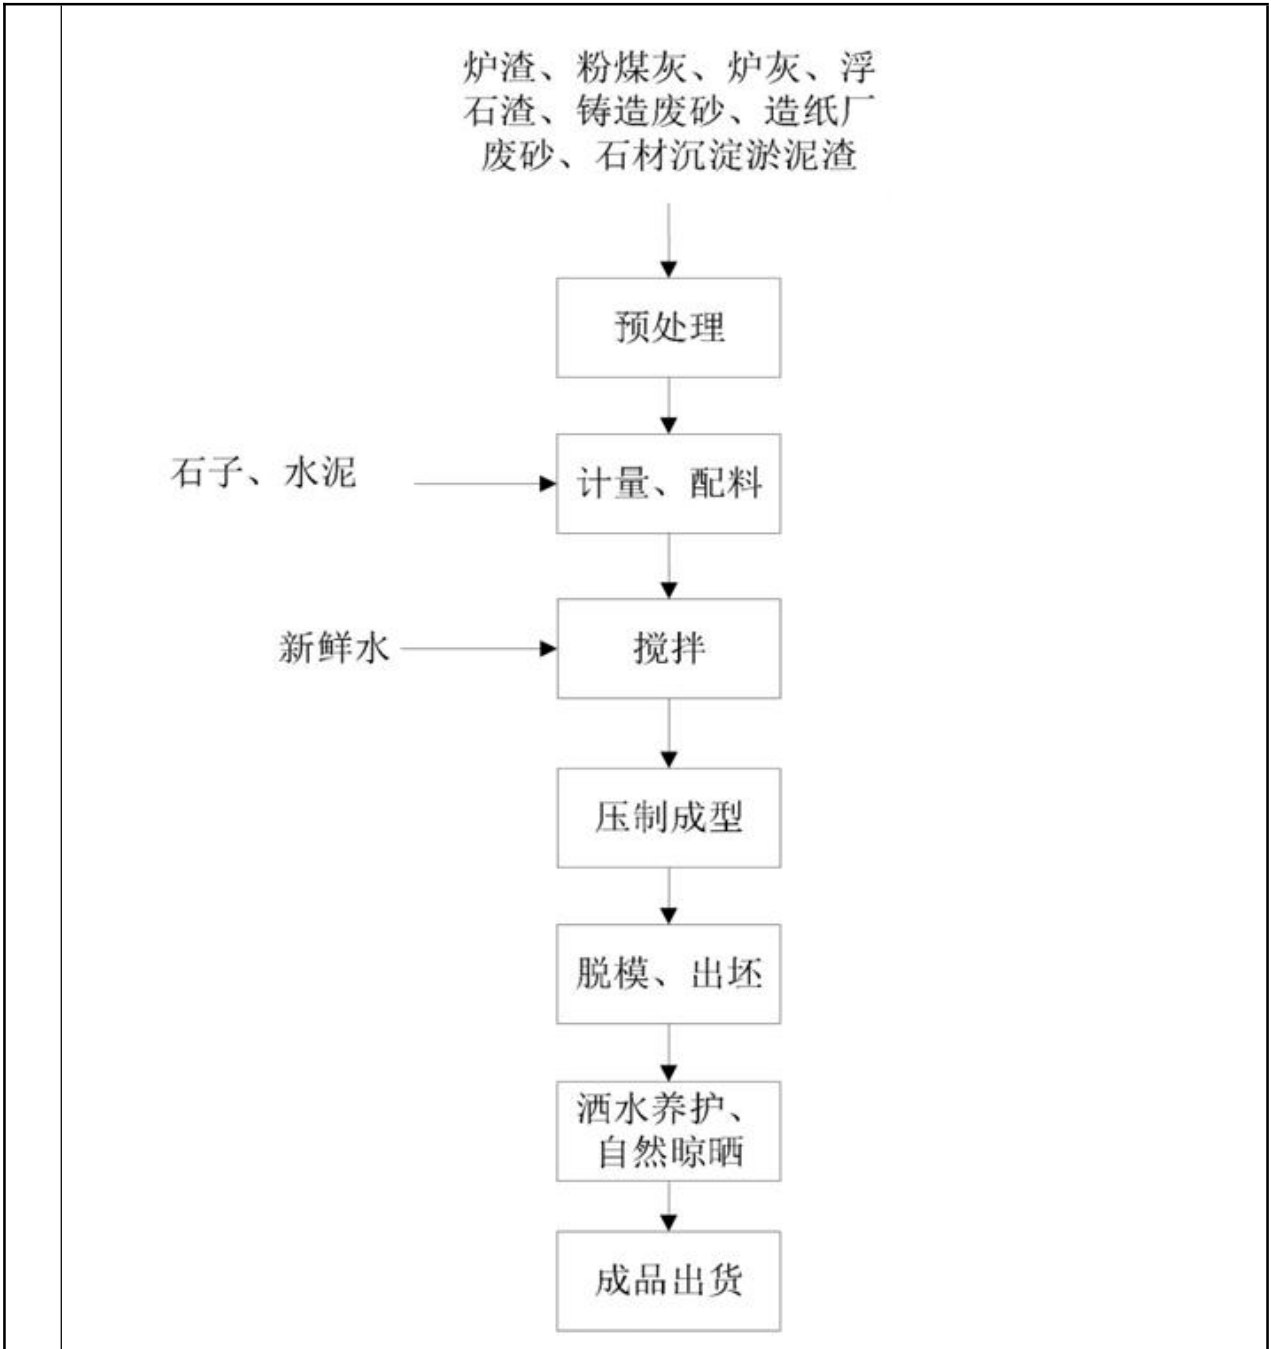 炉渣、粉煤灰、炉灰、浮
石渣、铸造废砂、造纸厂
废砂、石材沉淀淤泥渣
预处理
石子、水泥
计量、配料
新鲜水
搅拌
压制成型
脱模、出坯
洒水养护、
自然晾晒
成品出货